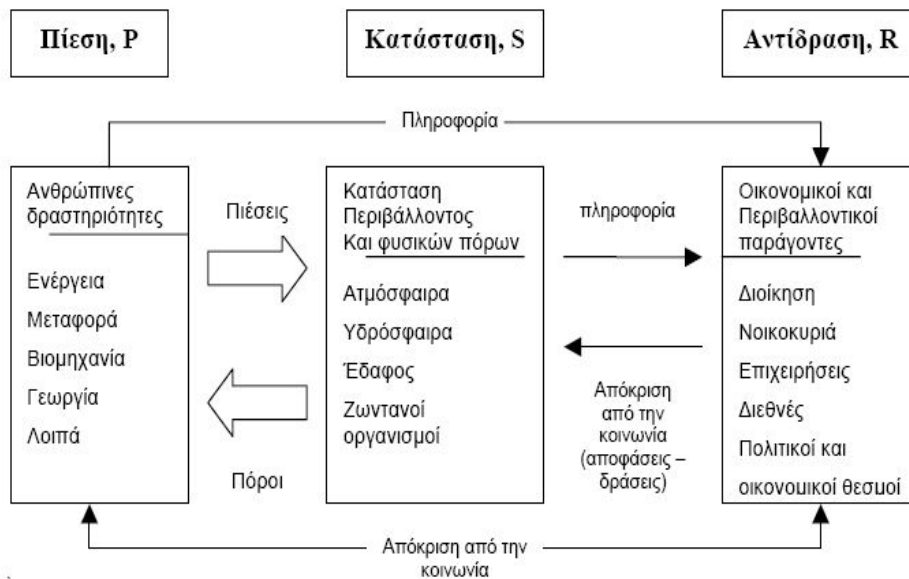 Πίεση, P
Κατάσταση, S
Αντίδραση, R
Πληροφορία
Ανθρώπινες
δραστηριότητες
Ενέργεια
Μεταφορά
Βιομηχανία
Γεωργία
Λοιπά
Πιέσεις
Πόροι
Κατάσταση
Περιβάλλοντος
Και φυσικών πόρων
Ατμόσφαιρα
Υδρόσφαιρα
Έδαφος
Ζωντανοί
οργανισμοί
πληροφορία
Απόκριση
από την
κοινωνία
(αποφάσεις –
δράσεις)
Οικονομικοί και
Περιβαλλοντικοί
παράγοντες
Διοίκηση
Νοικοκυριά
Επιχειρήσεις
Διεθνές
Πολιτικοί και
οικονομικοί θεσμοί
Απόκριση από την
κοινωνία